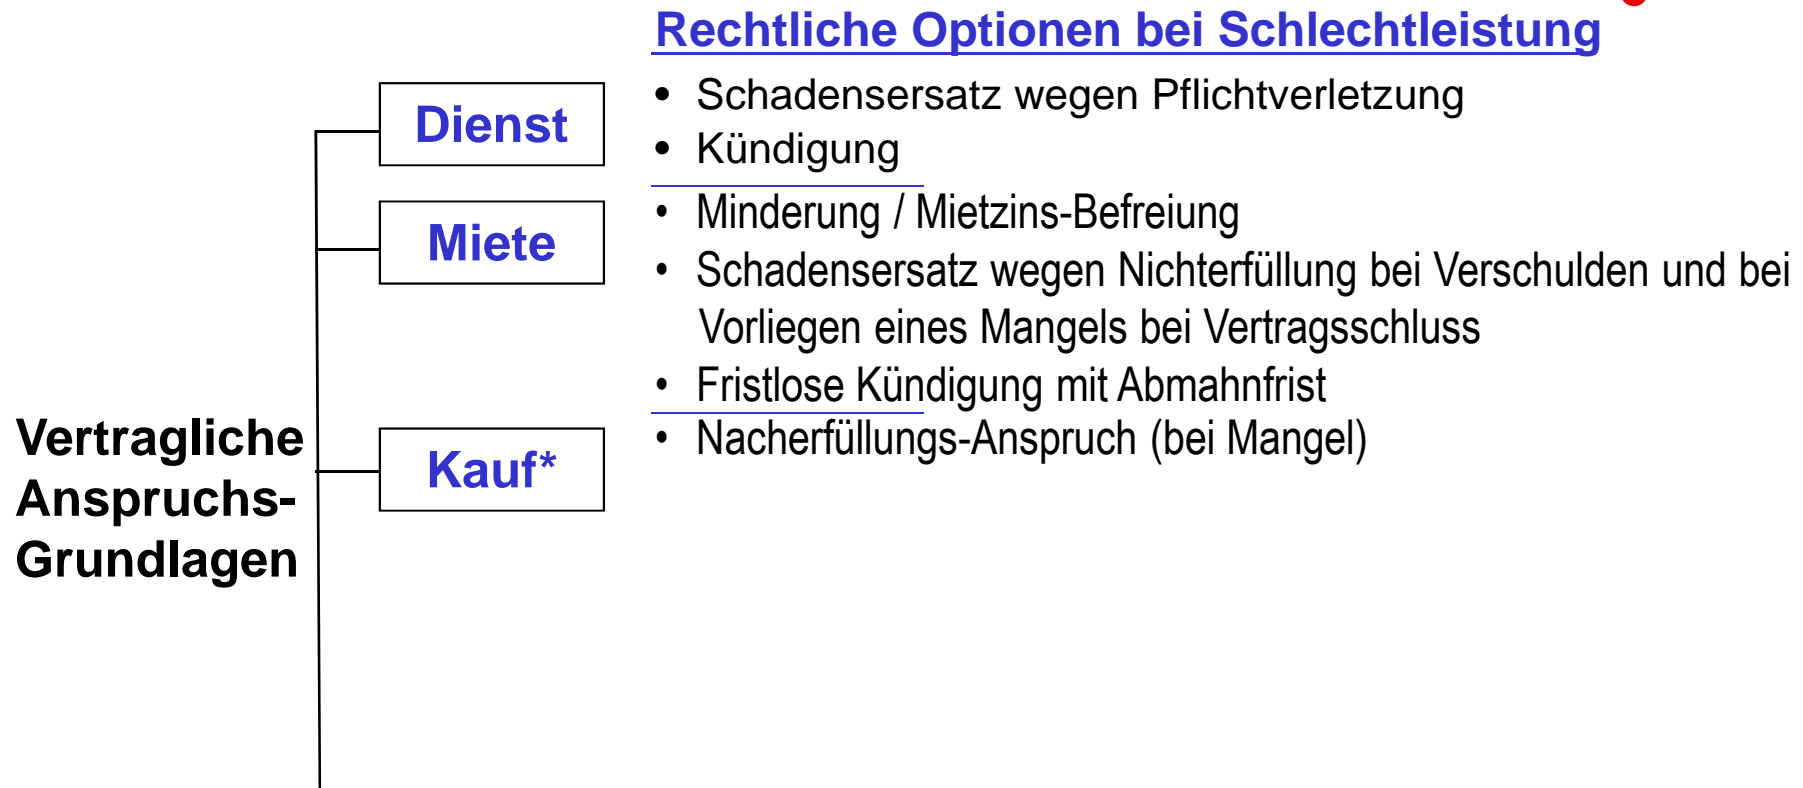 Rechtliche Optionen bei Schlechtleistung
Dienst
• Schadensersatz wegen Pflichtverletzung
• Kündigung
Miete
• Minderung / Mietzins-Befreiung
• Schadensersatz wegen Nichterfüllung bei Verschulden und bei
Vorliegen eines Mangels bei Vertragsschluss
• Fristlose Kündigung mit Abmahnfrist
Vertragliche
Anspruchs-
Grundlagen
Kauf*
• Nacherfüllungs-Anspruch (bei Mangel)